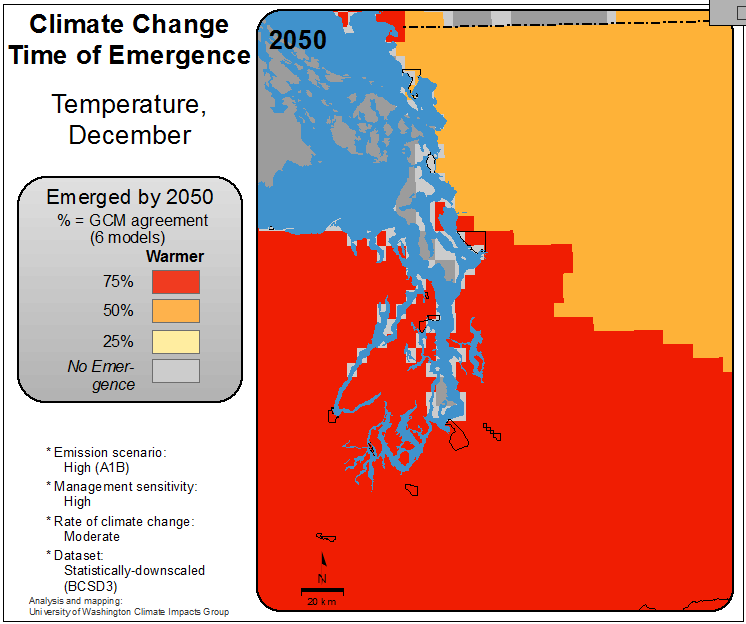 Climate Change
Time of Emergence
Temperature,
December
Emerged by 2050
% = GCM agreement
(6 models)
Warmer
75%
50%
25%
No Emer-
gence
* Emission scenario:
High (A1B)
* Management sensitivity:
High
* Rate of climate change:
Moderate
* Dataset:
Statistically-downscaled
(BCSD3)
Analysis and mapping:
University of Washington Climate Impacts Group
2050
N
20 km